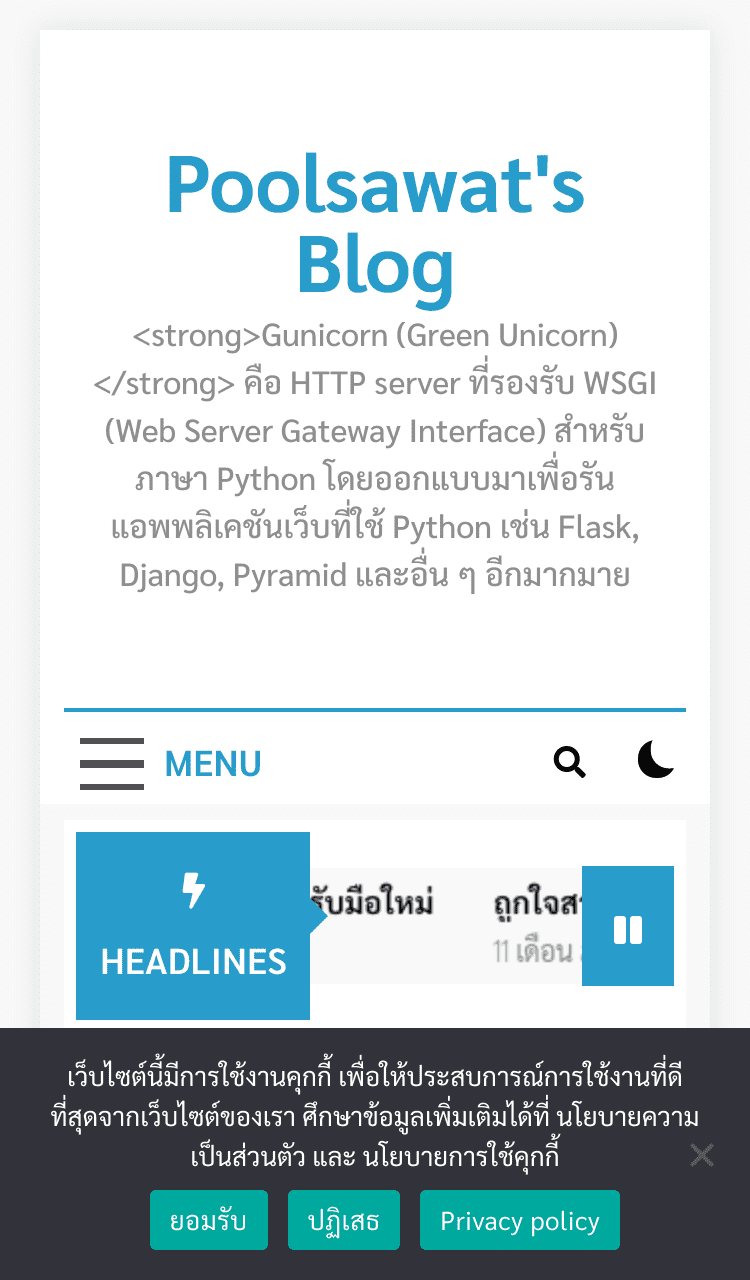 Poolsawat's
Blog
<strong>Gunicorn (Green Unicorn)
</strong> คือ HTTP server ที่รองรับ WSGI
(Web Server Gateway Interface) สำหรับ
ภาษา Python โดยออกแบบมาเพื่อรัน
แอพพลิเคชันเว็บที่ใช้ Python เช่น Flask,
Django, Pyramid และอื่น ๆ อีกมากมาย
MENU
HEADLINES
รับมือใหม่
ถูกใจ
11 เดือน
เว็บไซต์นี้มีการใช้งานคุกกี้ เพื่อให้ประสบการณ์การใช้งานที่ดี
ที่สุดจากเว็บไซต์ของเรา ศึกษาข้อมูลเพิ่มเติมได้ที่ นโยบายความ
เป็นส่วนตัว และ นโยบายการใช้คุกกี้
ยอมรับ
ปฏิเสธ
Privacy policy